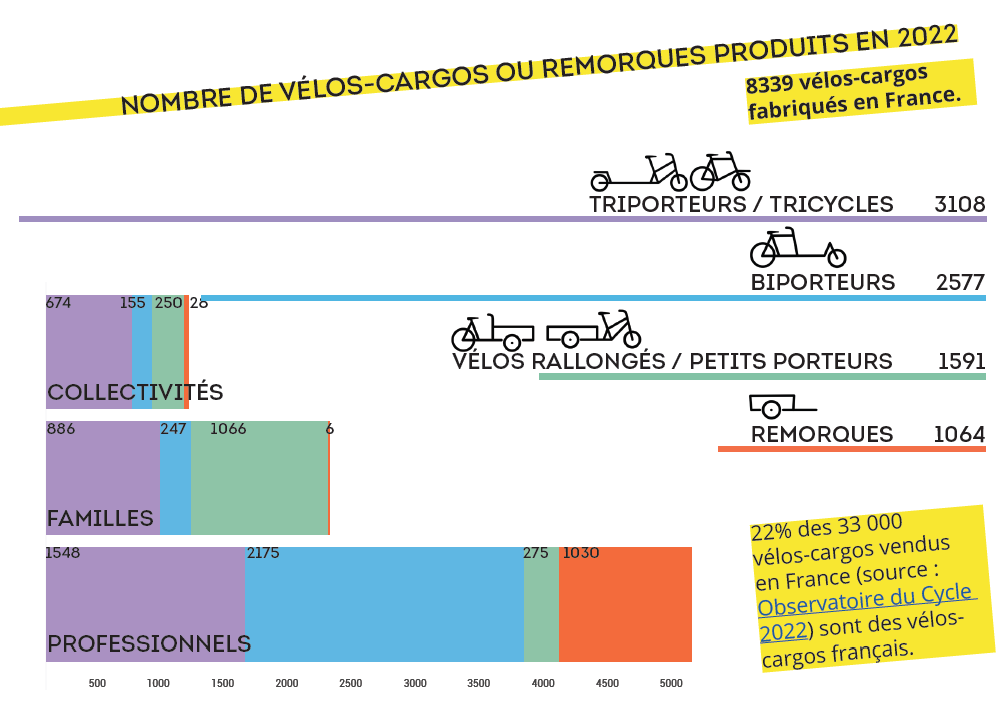 NOMBRE DE VÉLOS-CARGOS OU REMORQUES PRODUITS EN 2022
8339 vélos-cargos
fabriqués en France.
TRIPORTEURS / TRICYCLES 3108
BIPORTEURS 2577
VÉLOS RALLONGÉS / PETITS PORTEURS 1591
REMORQUES 1064
674 155 250 28
COLLECTIVITÉS
886 247 1066 6
FAMILLES
1548 2175 275 1030
PROFESSIONNELS
500 1000 1500 2000 2500 3000 3500 4000 4500 5000
22% des 33 000
vélos-cargos vendus
en France (source :
Observatoire du Cycle
2022) sont des vélos-
cargos français.